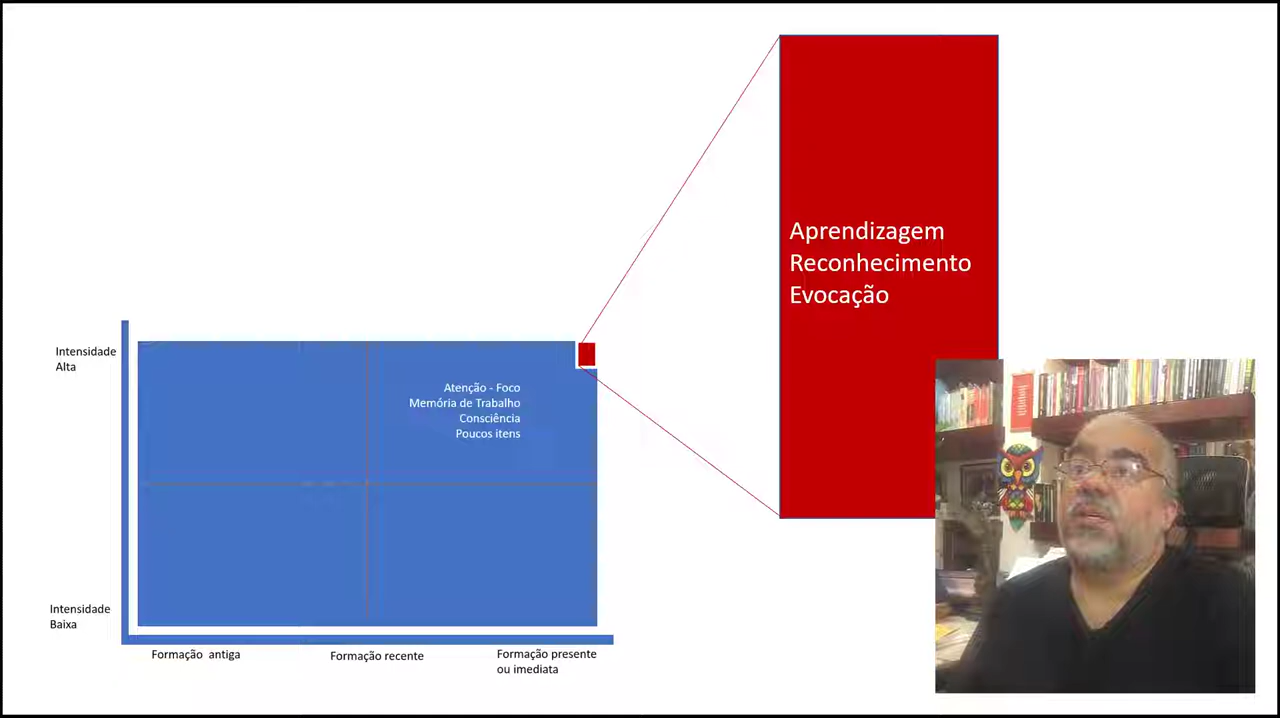 Aprendizagem
Reconhecimento
Evocação
Intensidade
Alta
Atenção - Foco
Memória de Trabalho
Consciência
Poucos itens
Intensidade
Baixa
Formação antiga
Formação recente
Formação presente
ou imediata